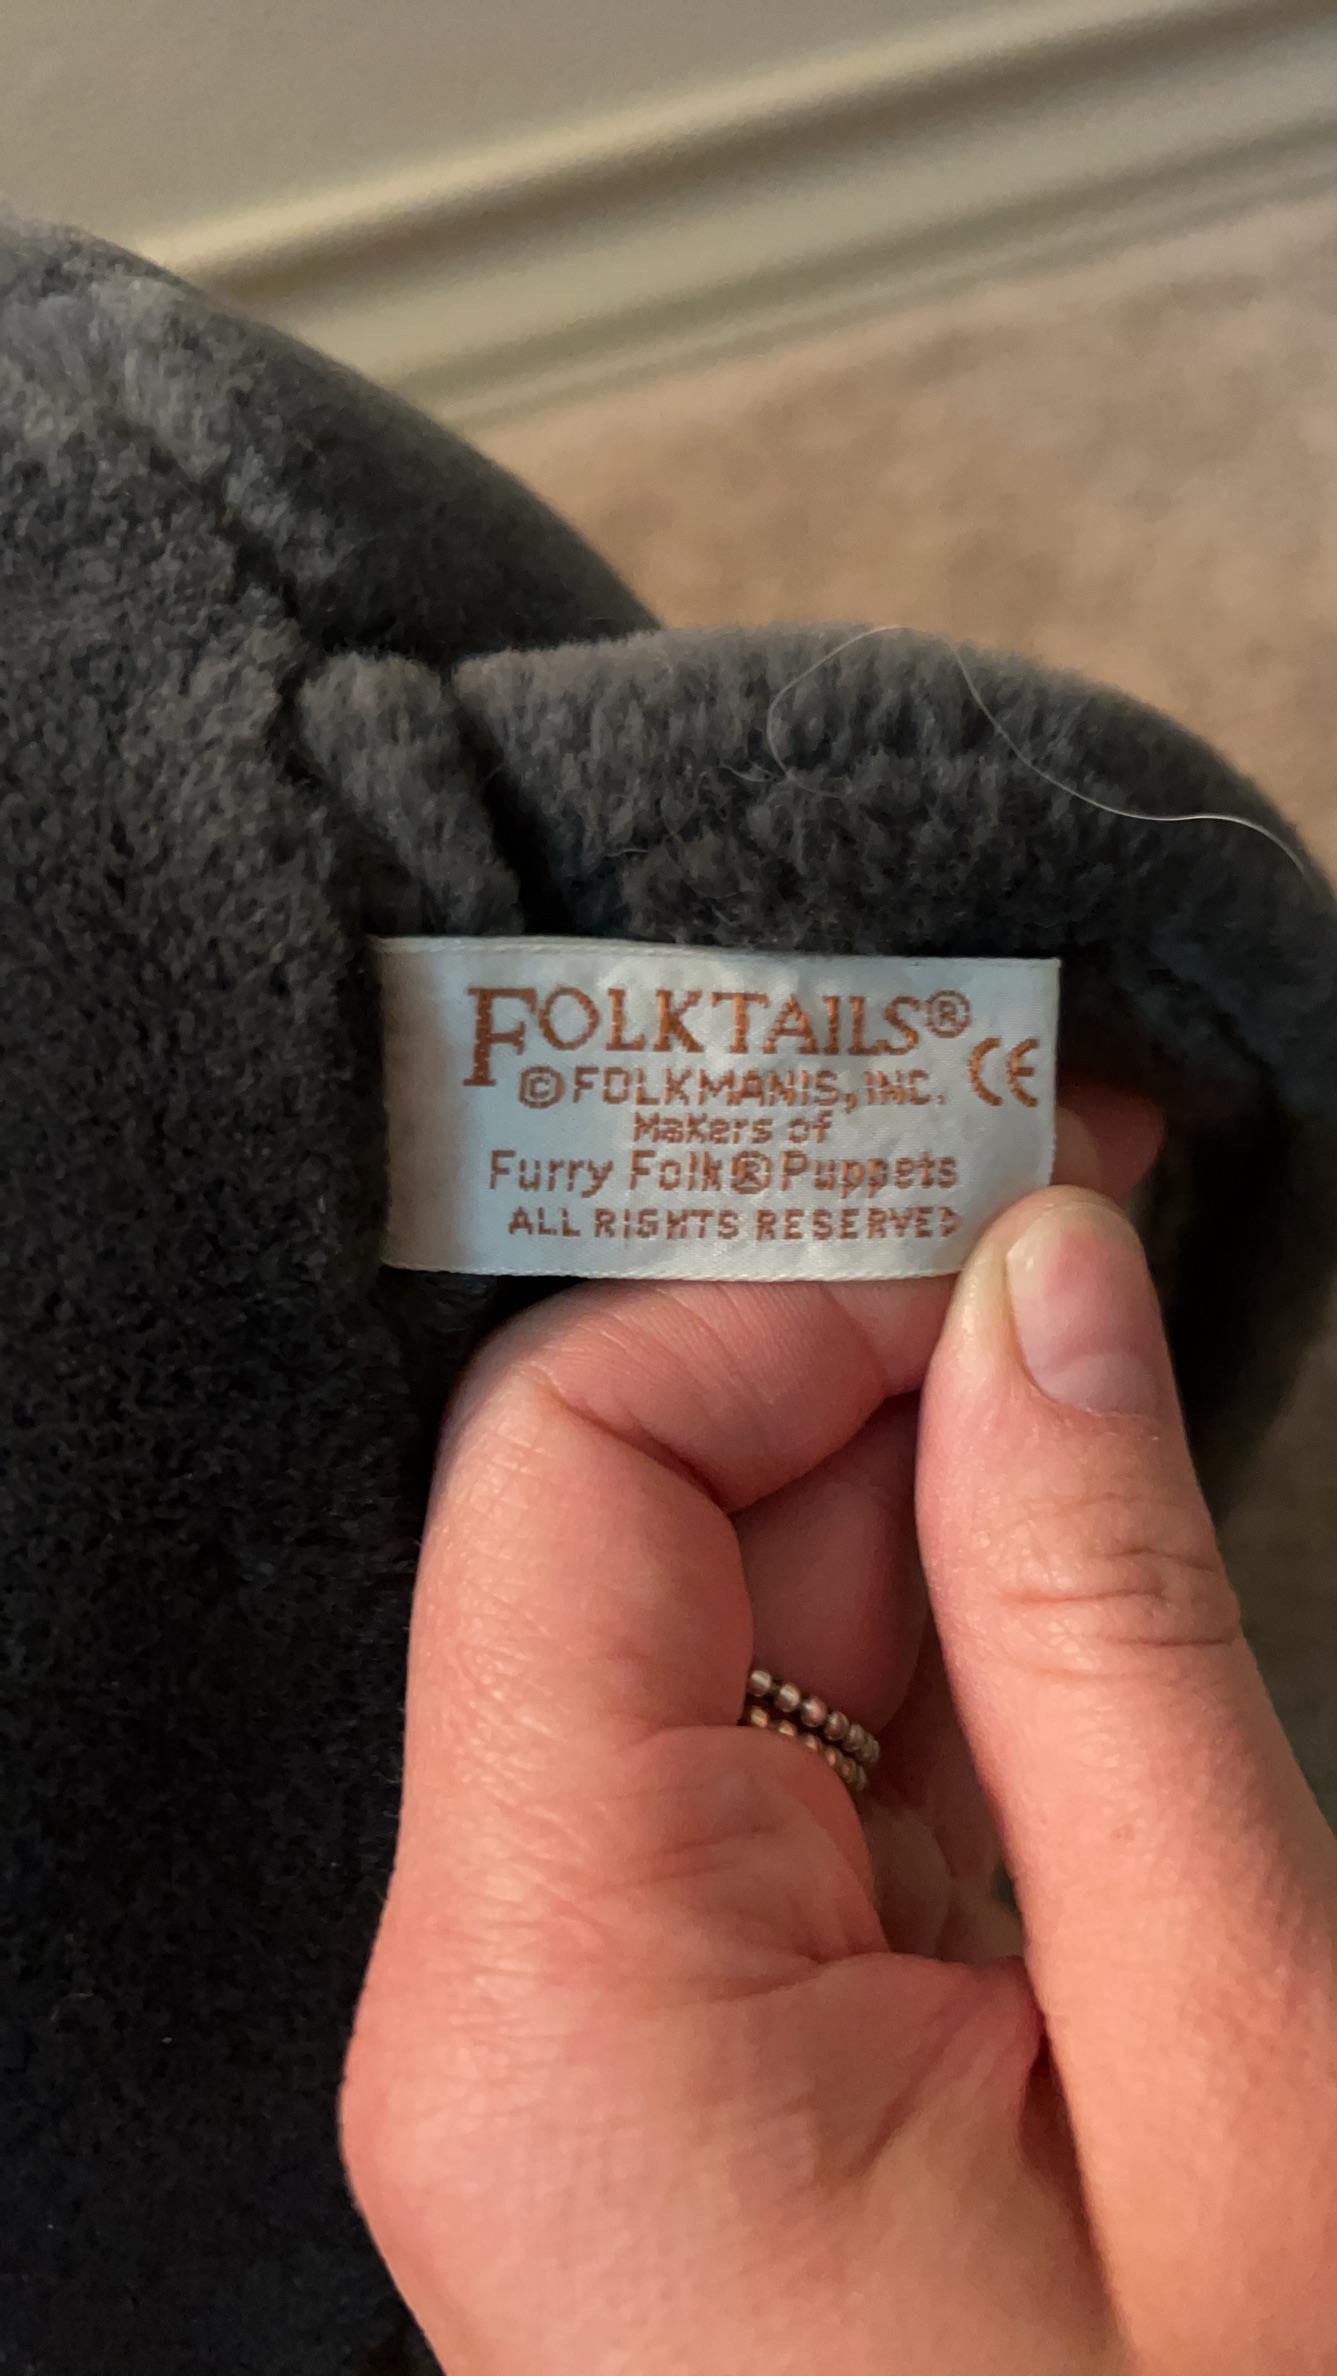 FOLKTAILS®
©FOLKMANIS, INC. CE
Makers of
Furry Folk® Puppets
ALL RIGHTS RESERVED